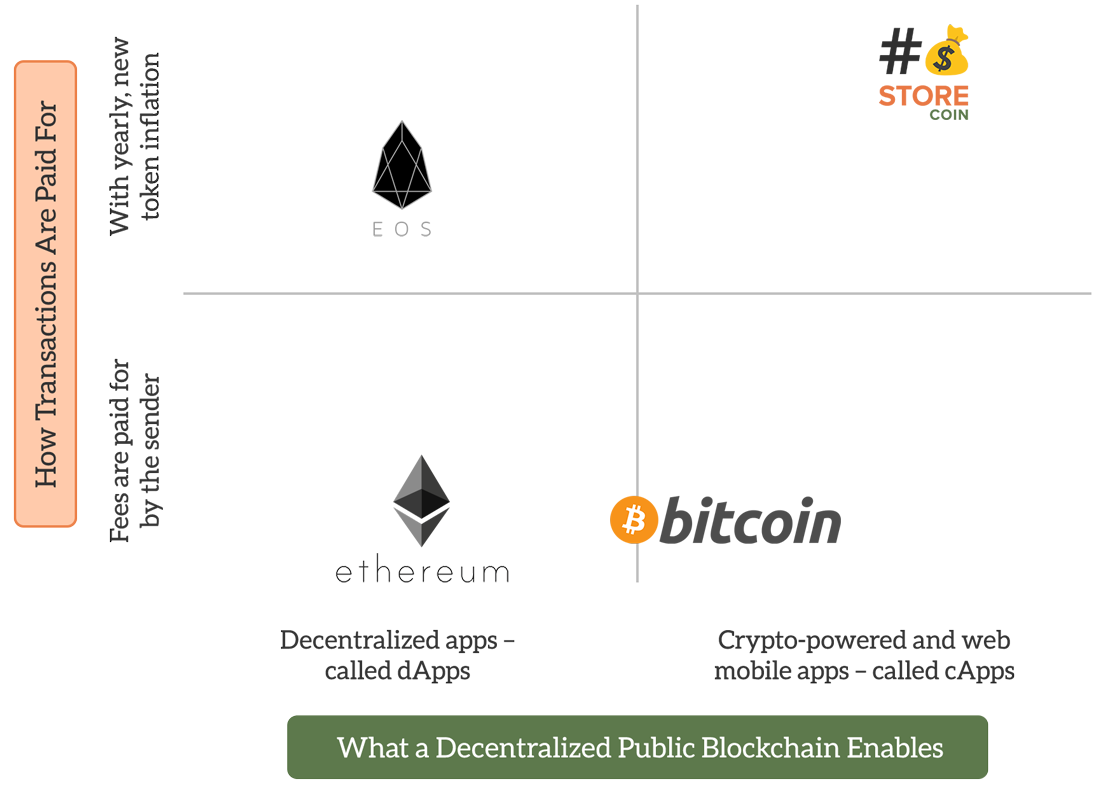 How Transactions Are Paid For
With yearly, new
token inflation
# $
STORE
COIN
EOS
Fees are paid for
by the sender
ethereum
₿ bitcoin
Decentralized apps –
called dApps
Crypto-powered and web
mobile apps – called cApps
What a Decentralized Public Blockchain Enables